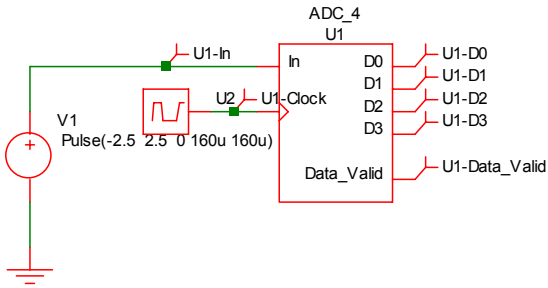 ADC_4
U1
U1-In
In
D0
U1-D0
D1
U1-D1
U2
U1-Clock
D2
U1-D2
D3
U1-D3
V1
Pulse(-2.5 2.5 0 160u 160u)
+
Data_Valid
U1-Data_Valid